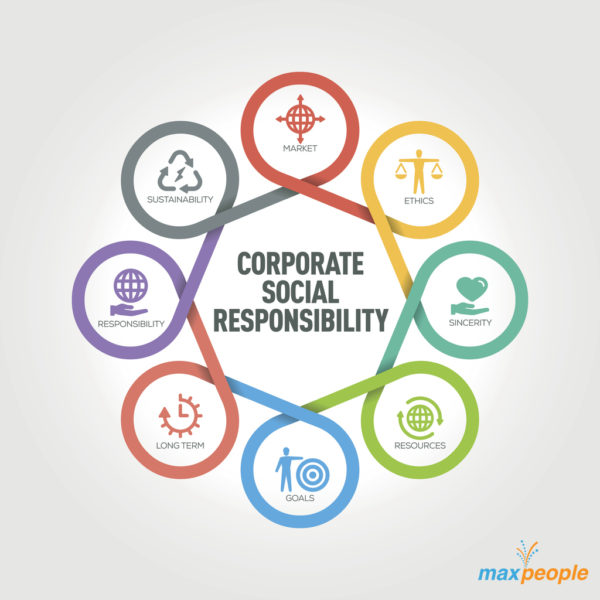 MARKET
ETHICS
SINCERITY
RESOURCES
GOALS
LONG TERM
RESPONSIBILITY
SUSTAINABILITY
CORPORATE
SOCIAL
RESPONSIBILITY
maxpeople